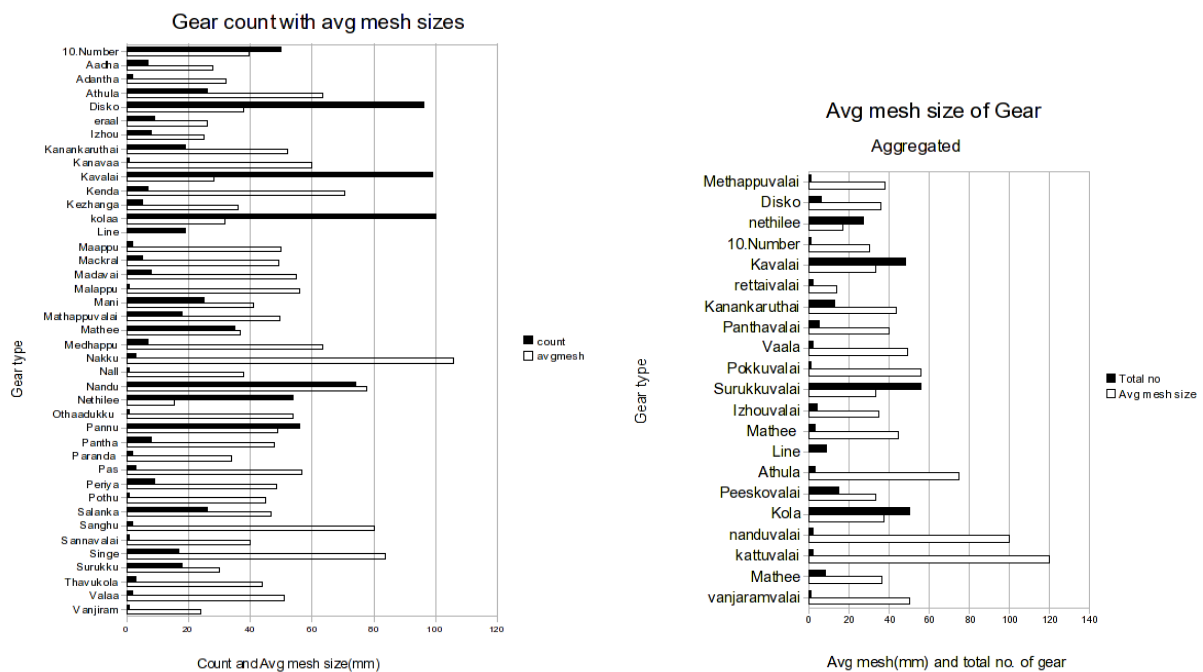 Gear count with avg mesh sizes
10.Number
Aadha
Adantha
Athula
Disko
eraal
Izhou
Kanankaruthai
Kanavaa
Kavalai
Kenda
Kezhanga
kolaa
Line
Maappu
Mackral
Madavai
Malappu
Mani
Mathappuvalai
Mathee
Medhappu
Nakku
Nall
Nandu
Nethilee
Othaadukku
Pannu
Pantha
Paranda
Pas
Periya
Pothu
Salanka
Sanghu
Sannavalai
Singe
Surukku
Thavukola
Valaa
Vanjiram
Gear type
0 20 40 60 80 100 120
Count and Avg mesh size(mm)
count
avgmesh
Avg mesh size of Gear
Aggregated
Methappuvalai
Disko
nethilee
10.Number
Kavalai
rettaivalai
Kanankaruthai
Panthavalai
Vaala
Pokkuvalai
Surukkuvalai
Izhouvalai
Mathee
Line
Athula
Peeskovalai
Kola
nanduvalai
kattuvalai
Mathee
vanjaramvalai
Gear type
0 20 40 60 80 100 120 140
Avg mesh(mm) and total no. of gear
Total no
Avg mesh size